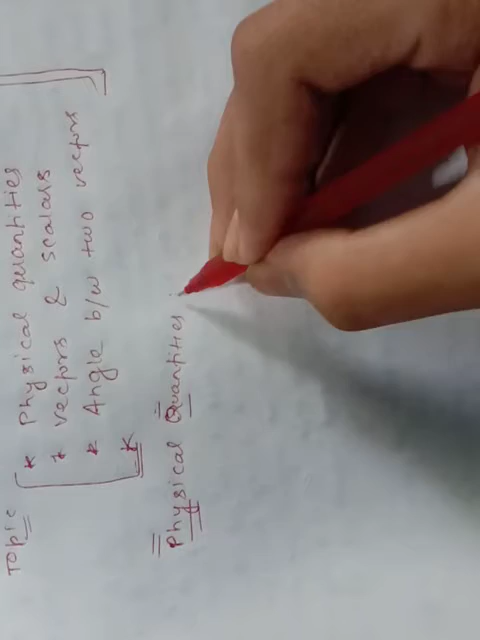 Topic
* Physical quantities
* vectors & scalars
* Angle b/w two vectors
*
Physical Quantities :